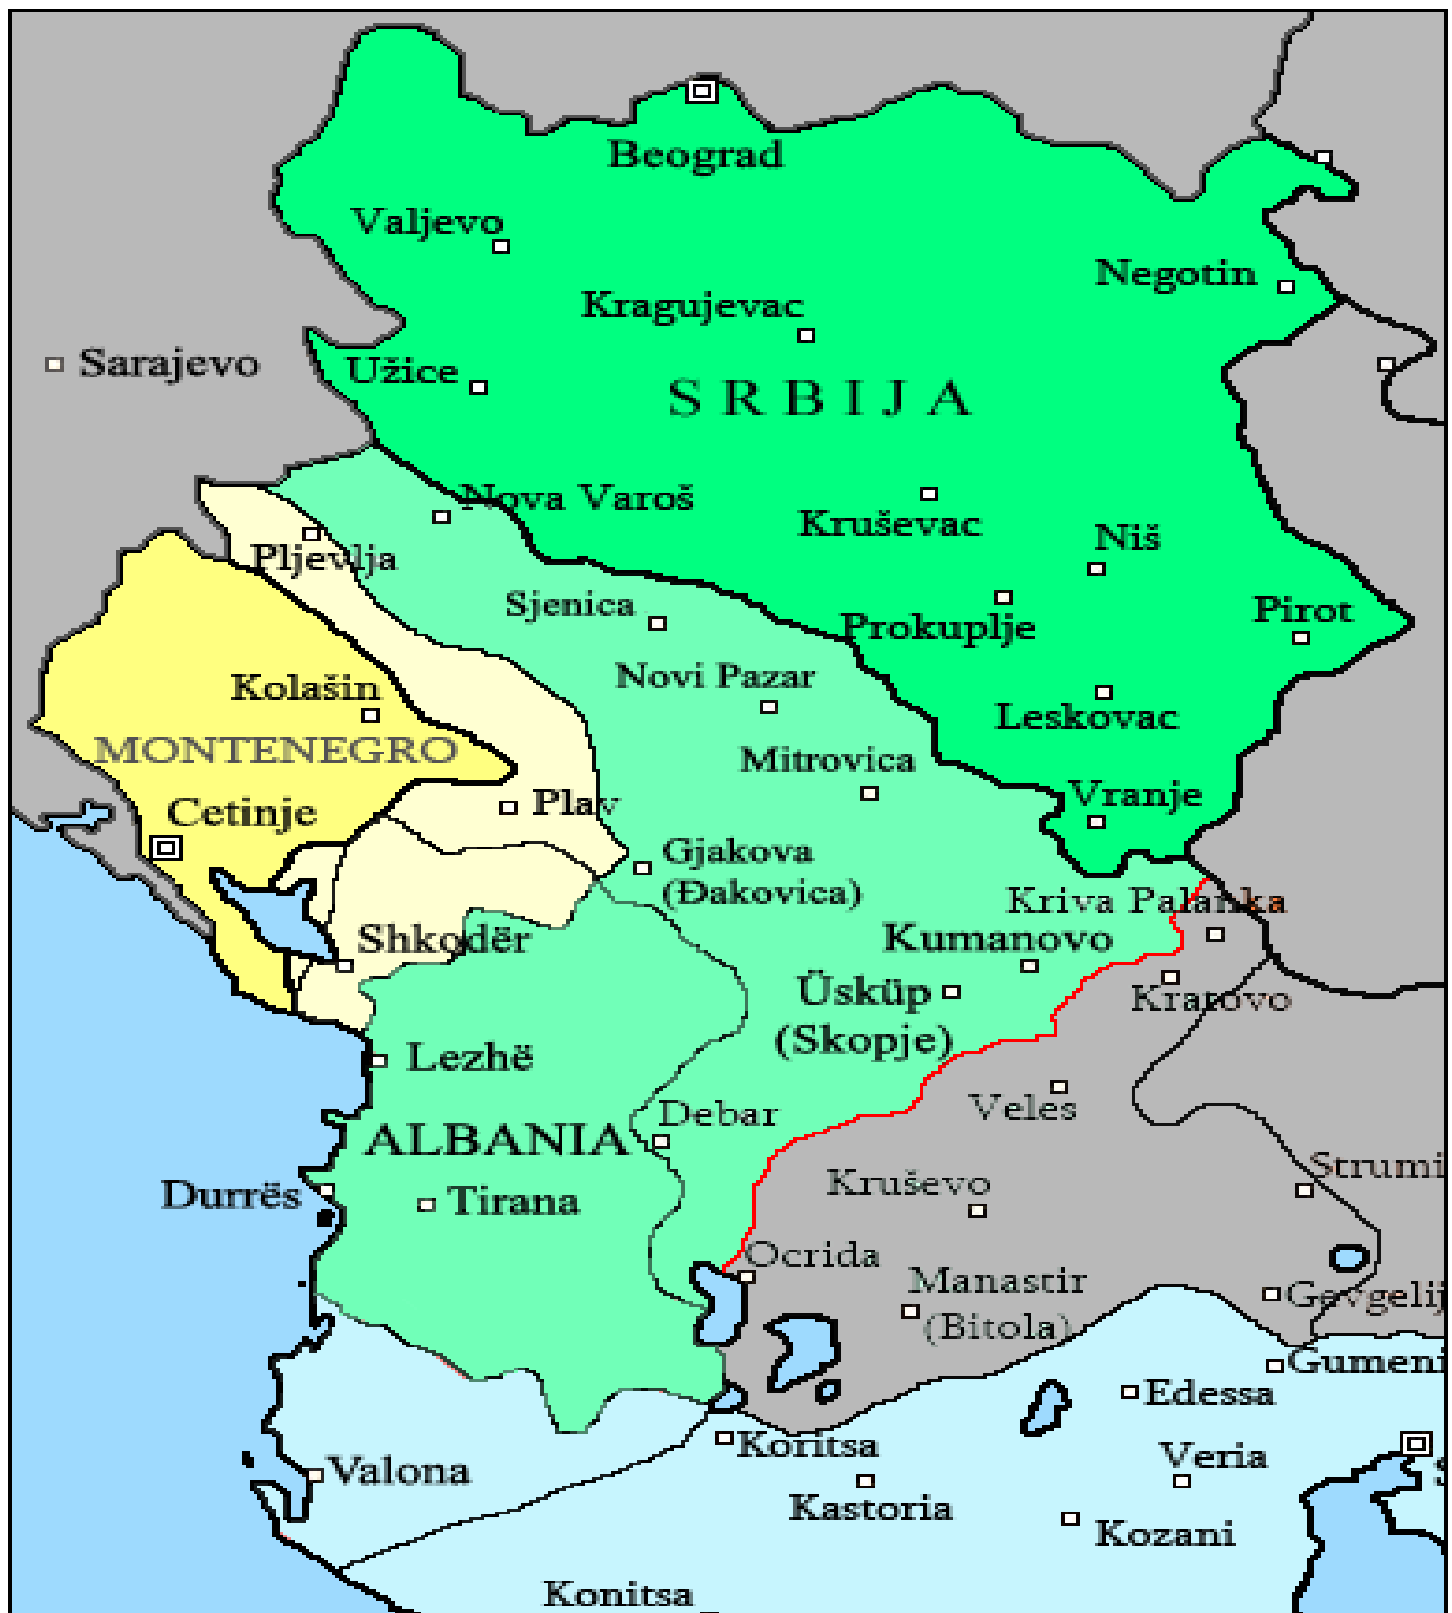 Beograd
Valjevo
Negotin
Kragujevac
Sarajevo
Užice
SRBIJA
Nova Varoš
Kruševac
Niš
Pljevlja
Sjenica
Prokuplje
Pirot
Novi Pazar
Kolašin
Leskovac
MONTENEGRO
Mitrovica
Vranje
Plav
Cetinje
Gjakova
(Đakovica)
Kriva Palanka
Shkodër
Kumanovo
Üsküp
(Skopje)
Kratovo
Lezhë
Veles
Debar
ALBANIA
Strumi
Kruševo
Durrës
Tirana
Ocrida
Manastir
(Bitola)
Gevgelij
Gumeni
Edessa
Koritsa
Veria
Valona
Kastoria
Kozani
Konitsa